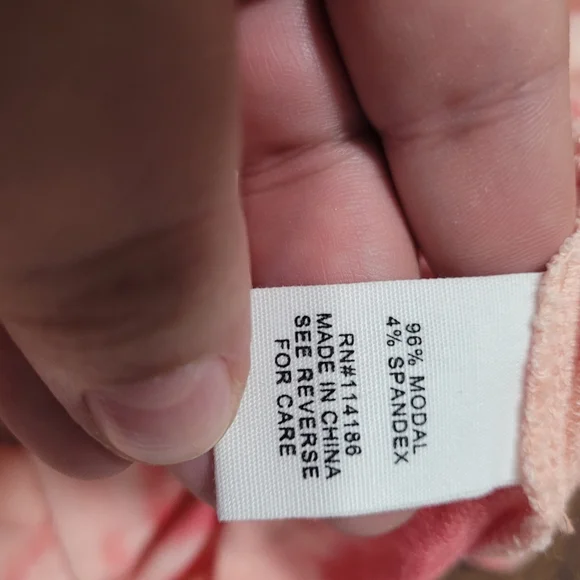 96% MODAL
4% SPANDEX
RN#114186
MADE IN CHINA
SEE REVERSE
FOR CARE